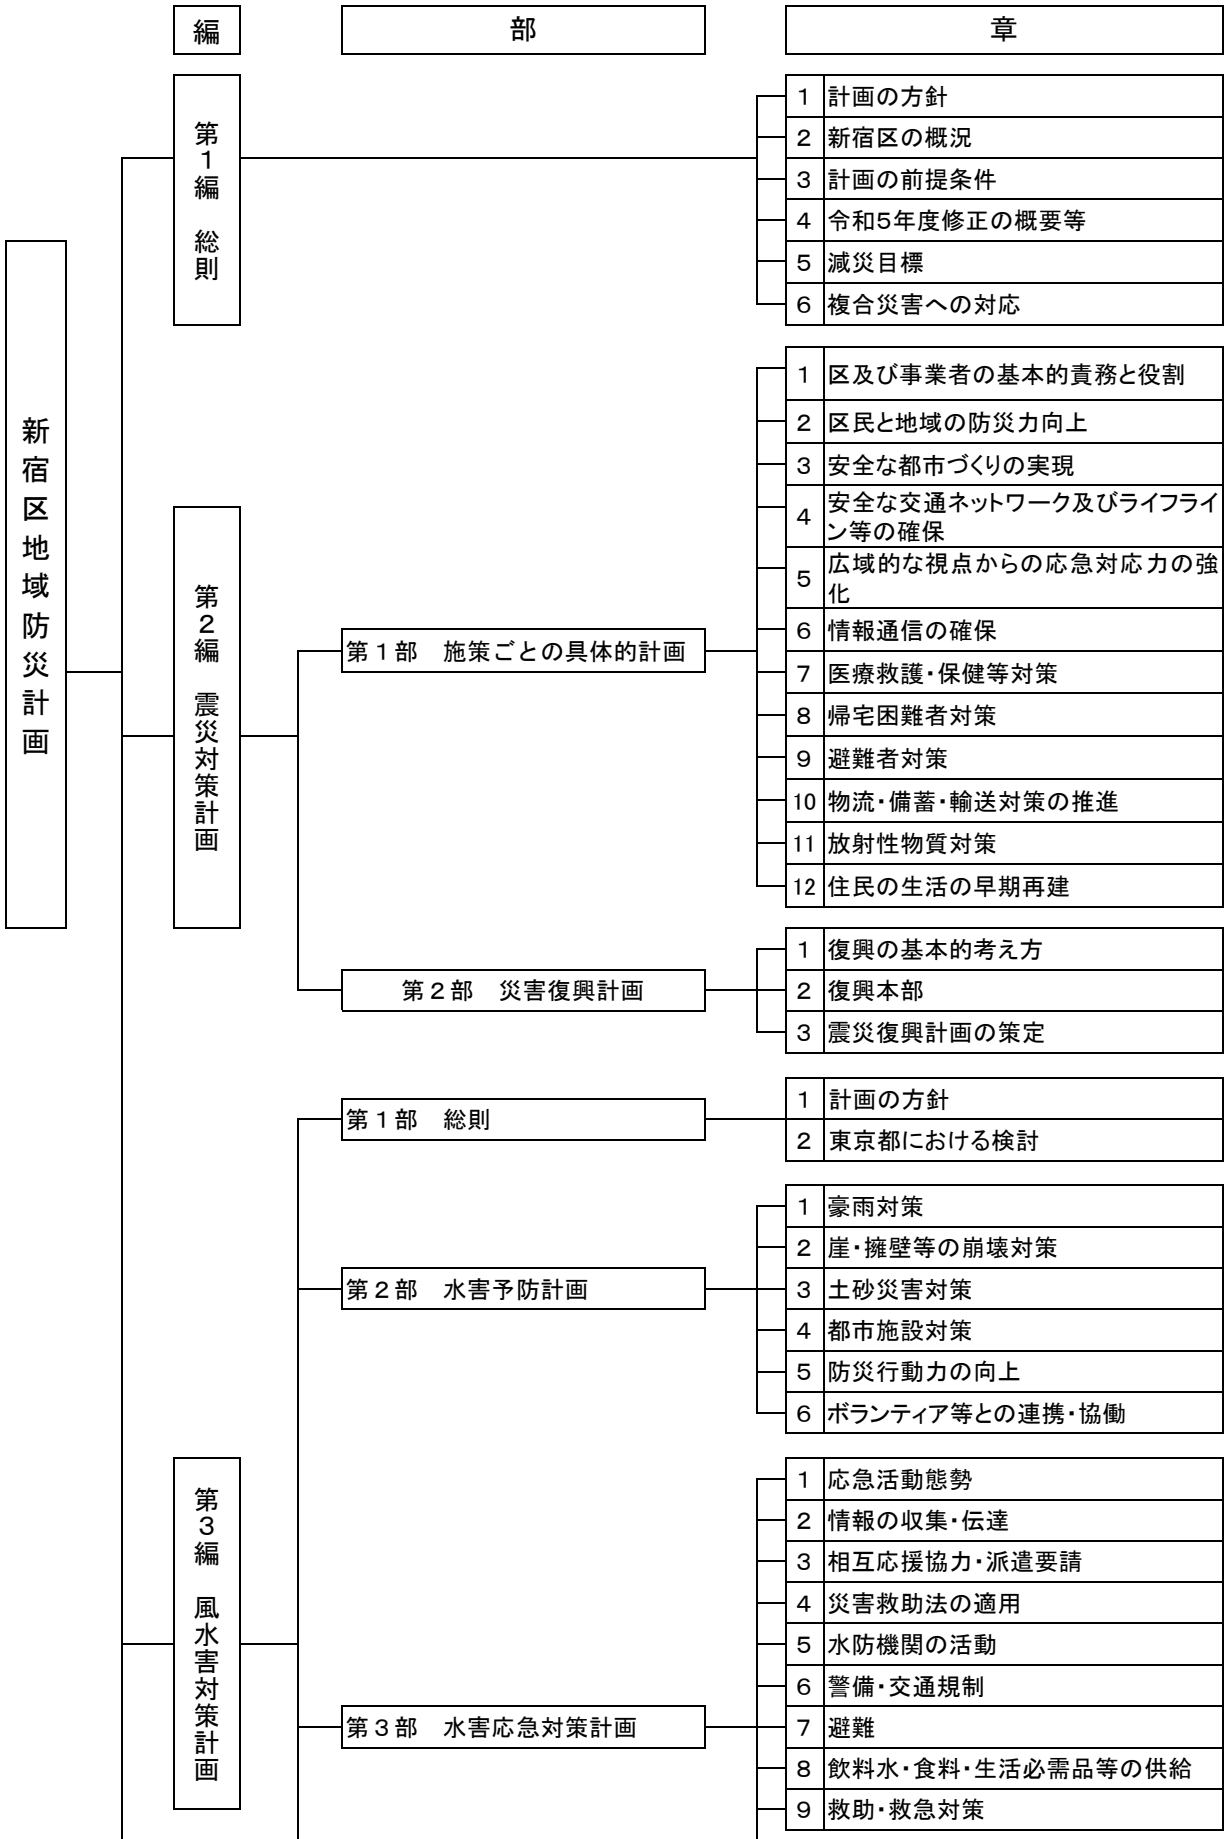 編
部
章
新宿区地域防災計画
第1編 総則
1 計画の方針
2 新宿区の概況
3 計画の前提条件
4 令和5年度修正の概要等
5 減災目標
6 複合災害への対応
第2編 震災対策計画
第1部 施策ごとの具体的計画
1 区及び事業者の基本的責務と役割
2 区民と地域の防災力向上
3 安全な都市づくりの実現
4 安全な交通ネットワーク及びライフライ
ン等の確保
5 広域的な視点からの応急対応力の強
化
6 情報通信の確保
7 医療救護・保健等対策
8 帰宅困難者対策
9 避難者対策
10 物流・備蓄・輸送対策の推進
11 放射性物質対策
12 住民の生活の早期再建
第2部 災害復興計画
1 復興の基本的考え方
2 復興本部
3 震災復興計画の策定
第3編 風水害対策計画
第1部 総則
1 計画の方針
2 東京都における検討
第2部 水害予防計画
1 豪雨対策
2 崖・擁壁等の崩壊対策
3 土砂災害対策
4 都市施設対策
5 防災行動力の向上
6 ボランティア等との連携・協働
第3部 水害応急対策計画
1 応急活動態勢
2 情報の収集・伝達
3 相互応援協力・派遣要請
4 災害救助法の適用
5 水防機関の活動
6 警備・交通規制
7 避難
8 飲料水・食料・生活必需品等の供給
9 救助・救急対策